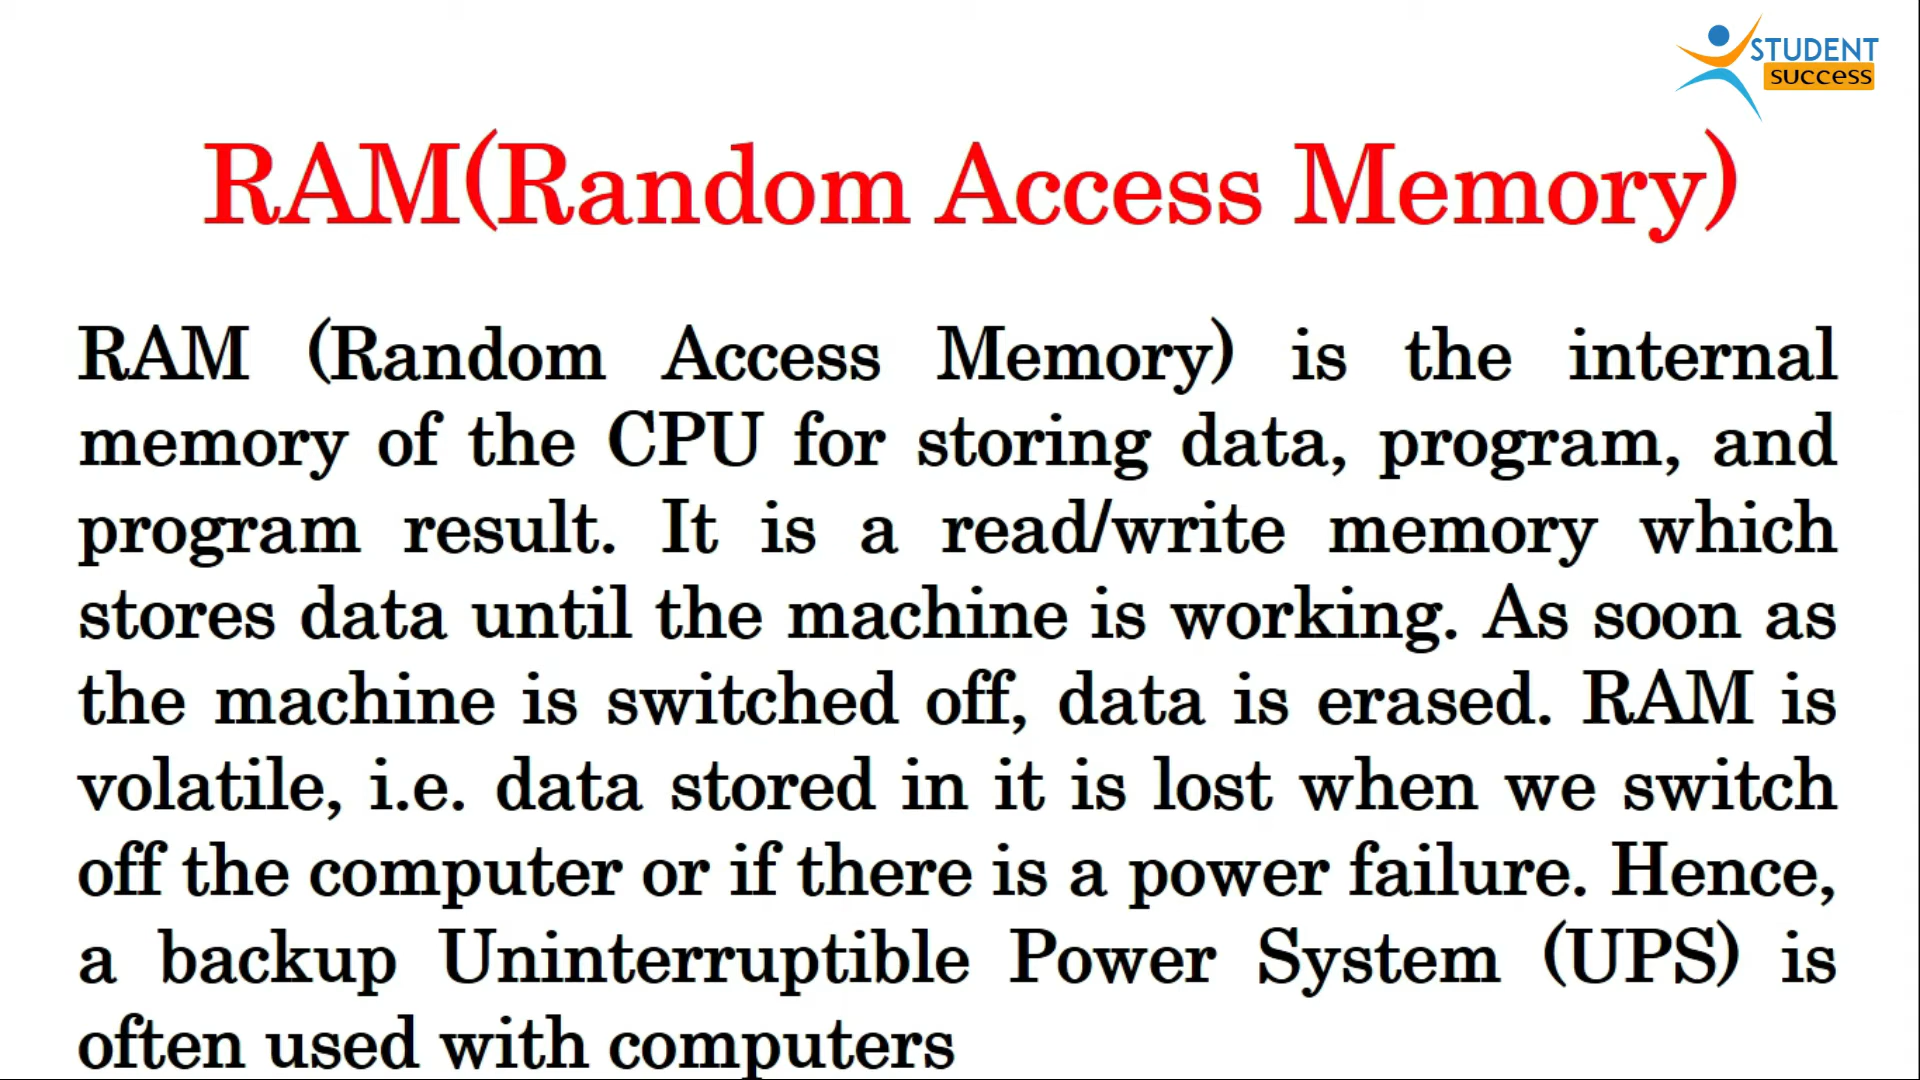 STUDENT
success
RAM(Random Access Memory)
RAM (Random Access Memory) is the internal
memory of the CPU for storing data, program, and
program result. It is a read/write memory which
stores data until the machine is working. As soon as
the machine is switched off, data is erased. RAM is
volatile, i.e. data stored in it is lost when we switch
off the computer or if there is a power failure. Hence,
a backup Uninterruptible Power System (UPS) is
often used with computers